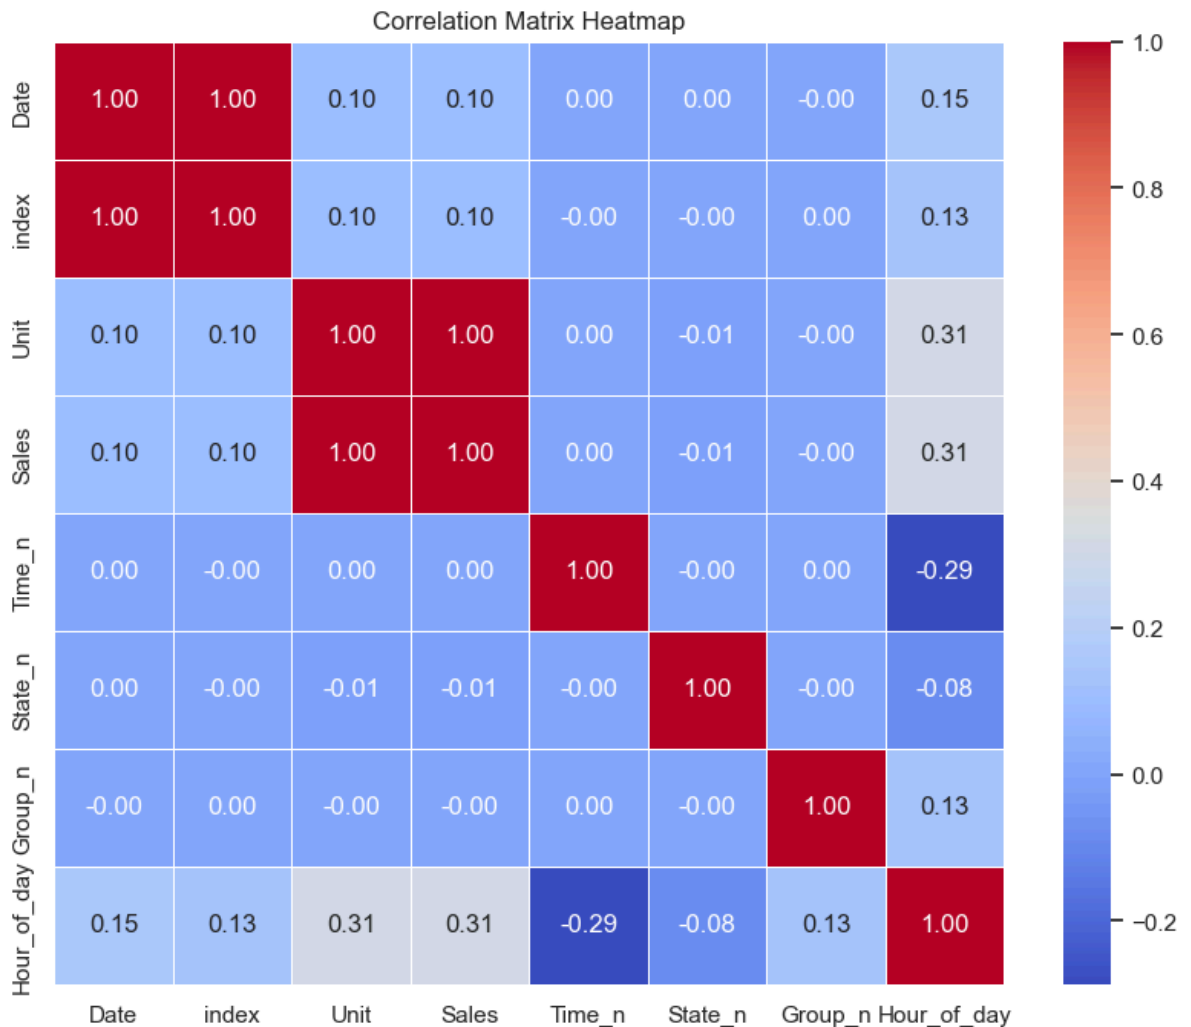 Correlation Matrix Heatmap
Date 1.00 1.00 0.10 0.10 0.00 0.00 -0.00 0.15
index 1.00 1.00 0.10 0.10 -0.00 -0.00 0.00 0.13
Unit 0.10 0.10 1.00 1.00 0.00 -0.01 -0.00 0.31
Sales 0.10 0.10 1.00 1.00 0.00 -0.01 -0.00 0.31
Time_n 0.00 -0.00 0.00 0.00 1.00 -0.00 0.00 -0.29
State_n 0.00 -0.00 -0.01 -0.01 -0.00 1.00 -0.00 -0.08
Group_n -0.00 0.00 -0.00 -0.00 0.00 -0.00 1.00 0.13
Hour_of_day 0.15 0.13 0.31 0.31 -0.29 -0.08 0.13 1.00
Date index Unit Sales Time_n State_n Group_n Hour_of_day
1.0
0.8
0.6
0.4
0.2
0.0
−0.2